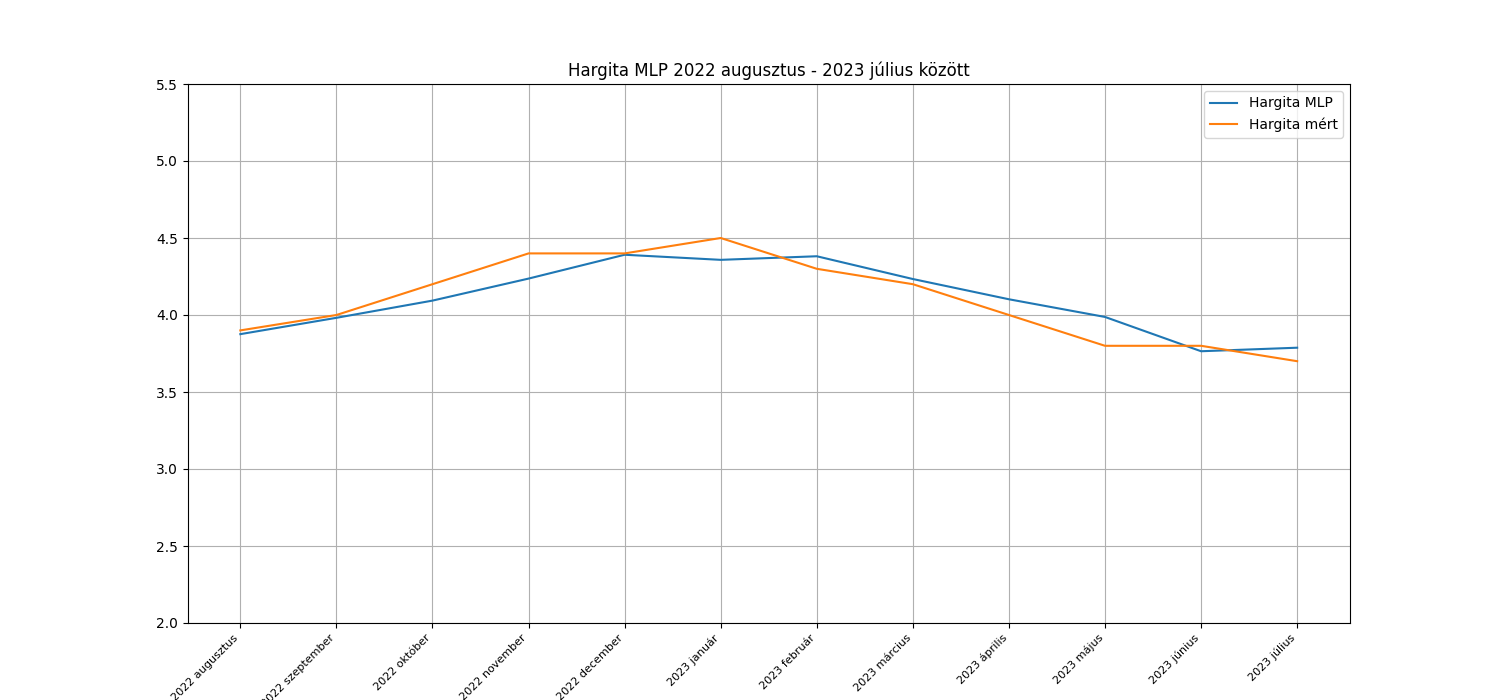 Hargita MLP 2022 augusztus - 2023 július között
Hargita MLP
Hargita mért
5.5
5.0
4.5
4.0
3.5
3.0
2.5
2.0
2022 augusztus
022 szeptember
2022 október
2022 november
2022 december
2023 január
2023 február
2023 március
2023 április
2023 május
2023 június
2023 július